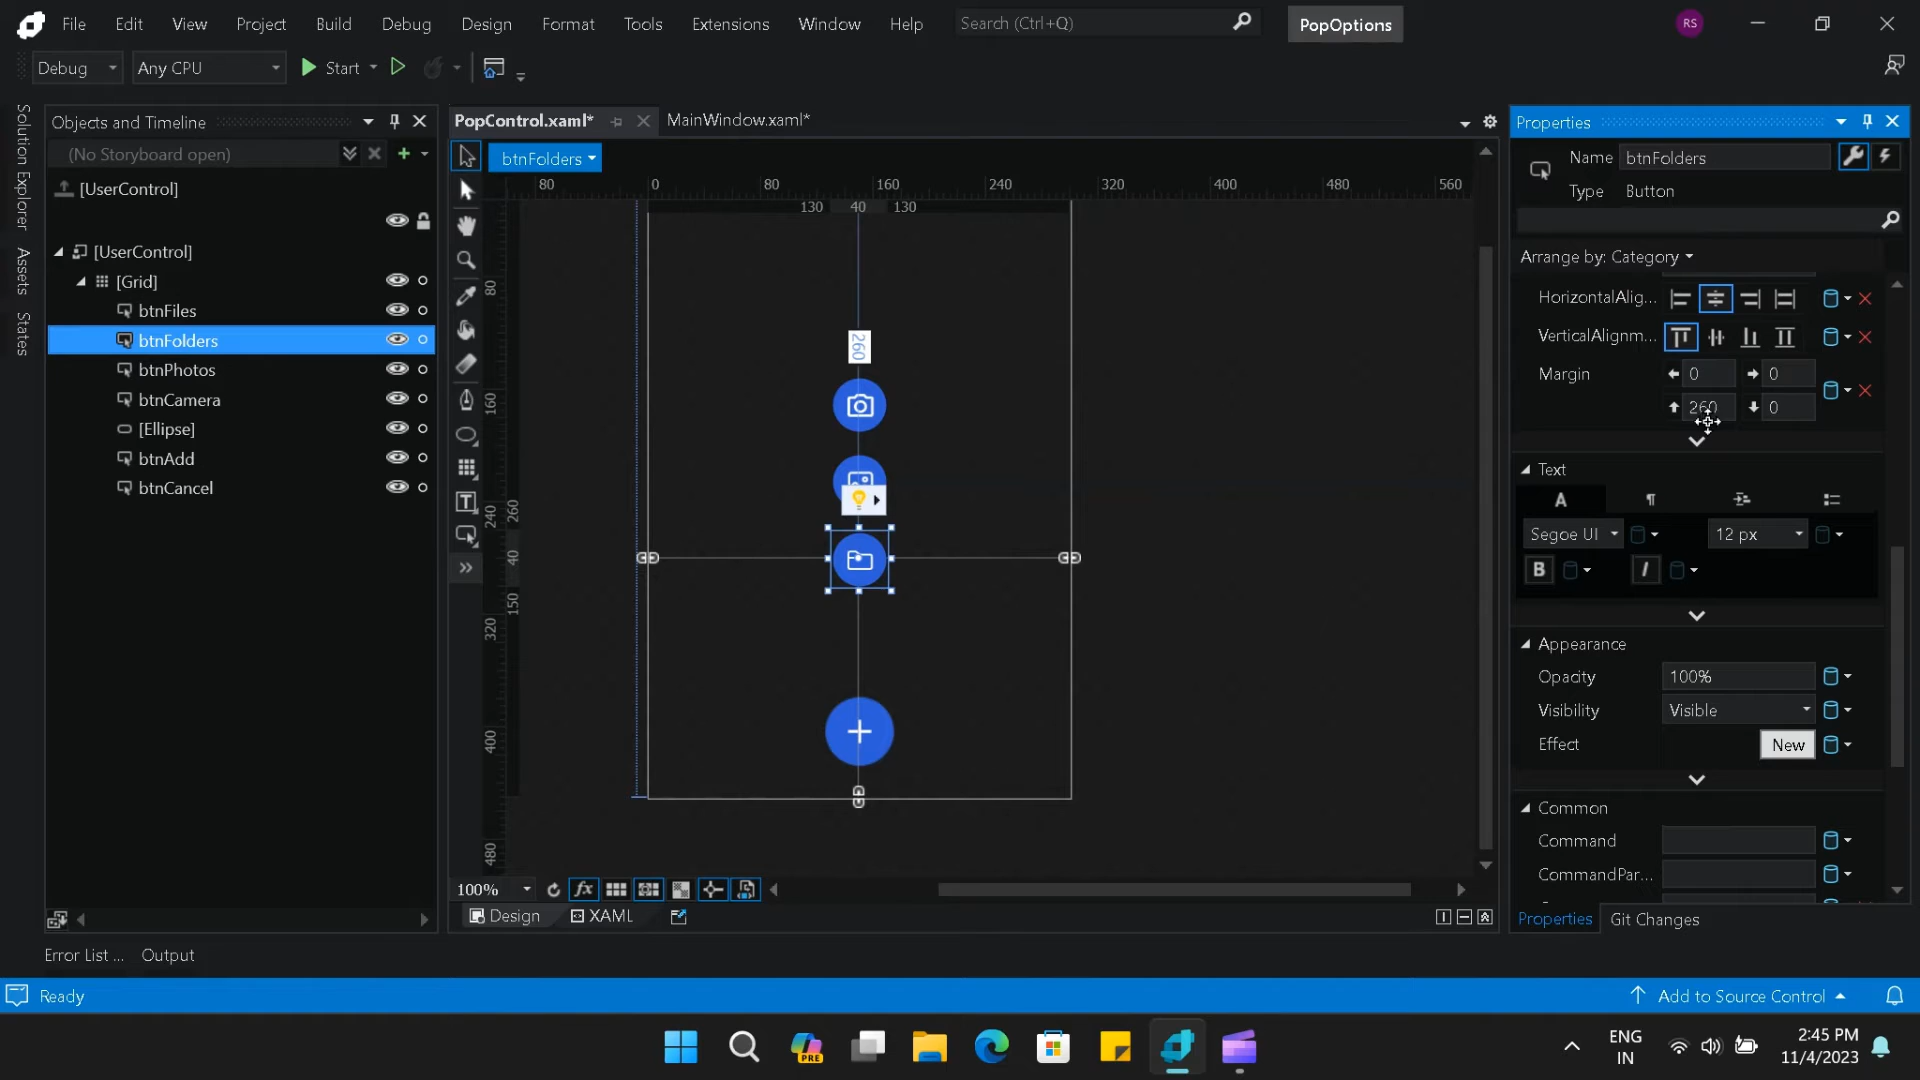 File Edit View Project Build Debug Design Format Tools Extensions Window Help Search (Ctrl+Q) PopOptions RS
Debug Any CPU Start
Solution Explorer
Assets
States
Objects and Timeline
(No Storyboard open)
[UserControl]
[UserControl]
[Grid]
btnFiles
btnFolders
btnPhotos
btnCamera
[Ellipse]
btnAdd
btnCancel
PopControl.xaml* MainWindow.xaml*
btnFolders
80 0 80 160 240 320 400 480 560
130 40 130
80
160
240
320
400
480
260
40
150
260
100%
Design XAML
Properties
Name btnFolders
Type Button
Arrange by: Category
HorizontalAlig...
VerticalAlignm...
Margin 0 0
260 0
Text
Segoe UI 12 px
B I
Appearance
Opacity 100%
Visibility Visible
Effect New
Common
Command
CommandPar...
Properties Git Changes
Error List ... Output
Ready Add to Source Control
PRE
ENG
IN
2:45 PM
11/4/2023